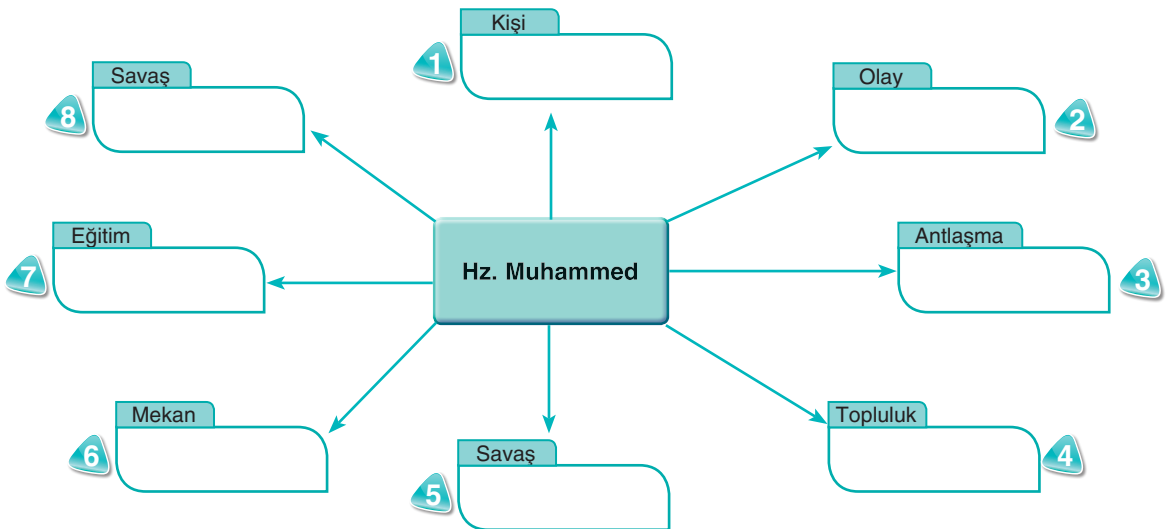 Kişi
1
Savaş
8
Olay
2
Eğitim
7
Hz. Muhammed
Antlaşma
3
Mekan
6
Savaş
5
Topluluk
4